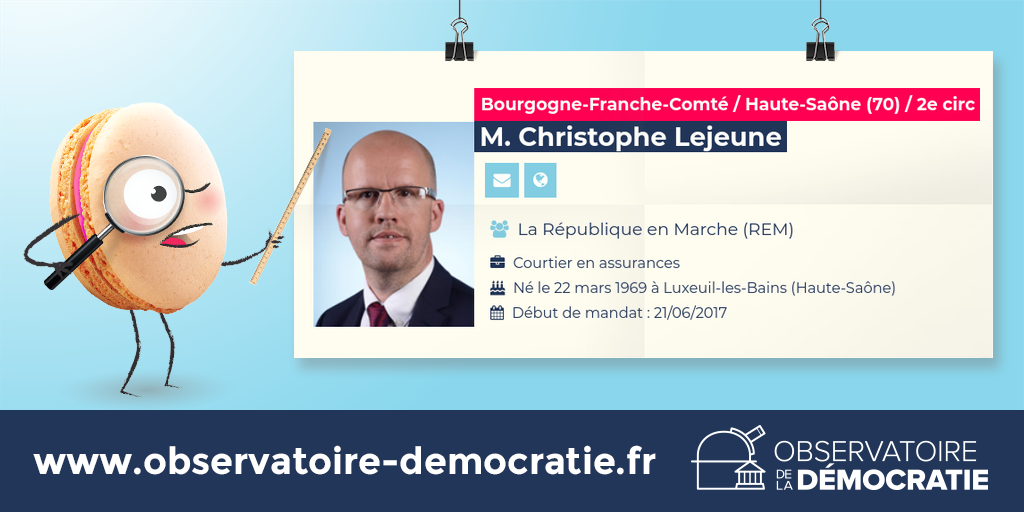 Bourgogne-Franche-Comté / Haute-Saône (70) / 2e circ
M. Christophe Lejeune
La République en Marche (REM)
Courtier en assurances
Né le 22 mars 1969 à Luxeuil-les-Bains (Haute-Saône)
Début de mandat : 21/06/2017
www.observatoire-democratie.fr
OBSERVATOIRE
DE LA DÉMOCRATIE